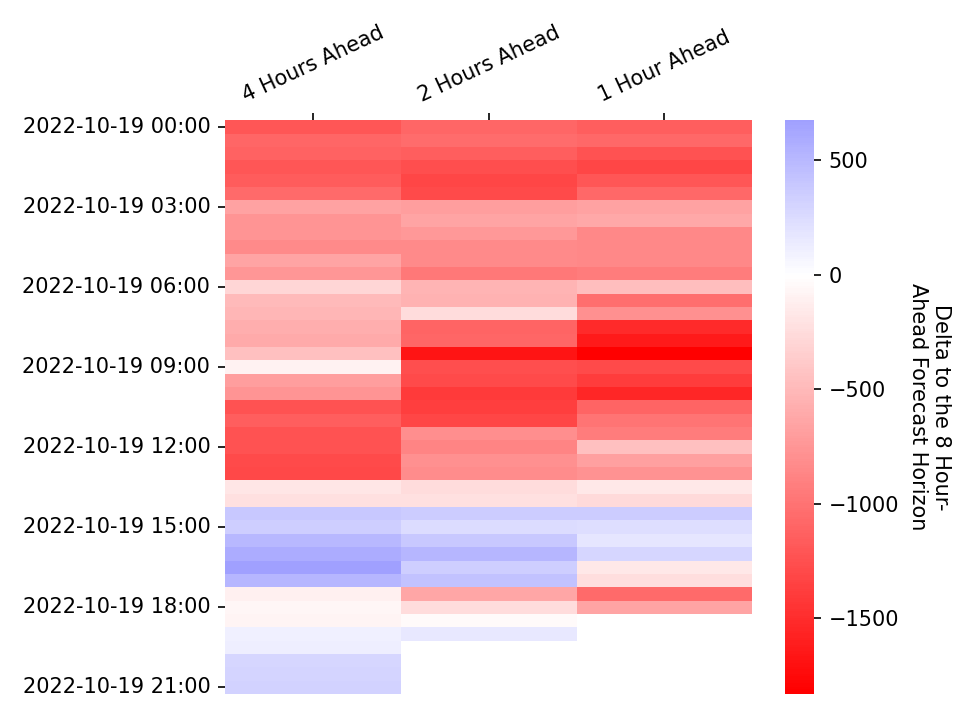 4 Hours Ahead
2 Hours Ahead
1 Hour Ahead
2022-10-19 00:00
2022-10-19 03:00
2022-10-19 06:00
2022-10-19 09:00
2022-10-19 12:00
2022-10-19 15:00
2022-10-19 18:00
2022-10-19 21:00
500
0
−500
−1000
−1500
Delta to the 8 Hour-
Ahead Forecast Horizon